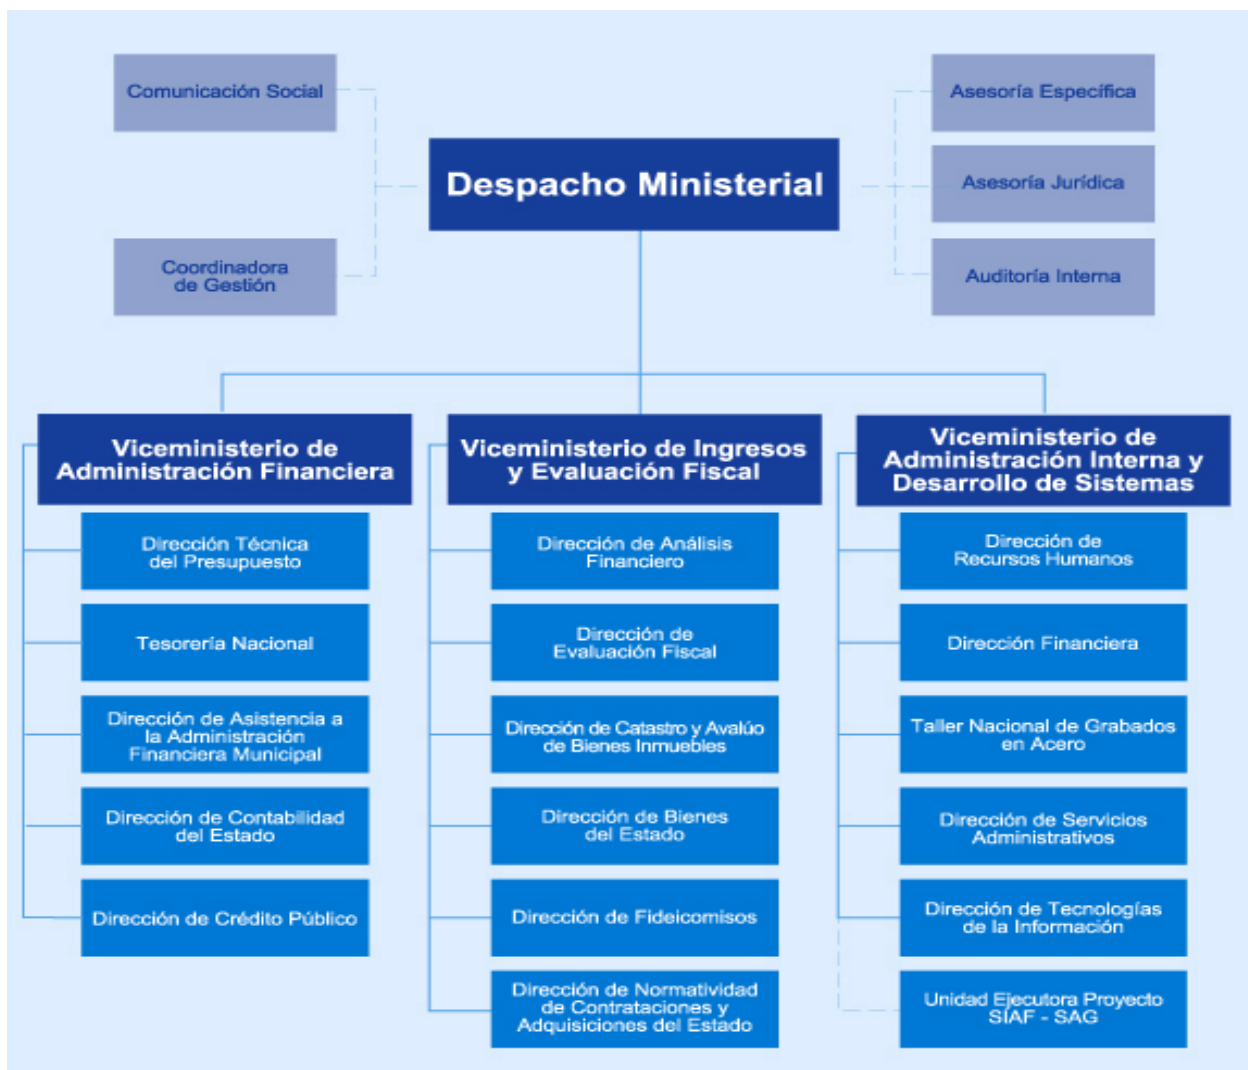 Comunicación Social
Asesoría Específica
Despacho Ministerial
Asesoría Jurídica
Coordinadora
de Gestión
Auditoría Interna
Viceministerio de
Administración Financiera
Dirección Técnica
del Presupuesto
Tesorería Nacional
Dirección de Asistencia a
la Administración
Financiera Municipal
Dirección de Contabilidad
del Estado
Dirección de Crédito Público
Viceministerio de Ingresos
y Evaluación Fiscal
Dirección de Análisis
Financiero
Dirección de
Evaluación Fiscal
Dirección de Catastro y Avalúo
de Bienes Inmuebles
Dirección de Bienes
del Estado
Dirección de Fideicomisos
Dirección de Normatividad
de Contrataciones y
Adquisiciones del Estado
Viceministerio de
Administración Interna y
Desarrollo de Sistemas
Dirección de
Recursos Humanos
Dirección Financiera
Taller Nacional de Grabados
en Acero
Dirección de Servicios
Administrativos
Dirección de Tecnologías
de la Información
Unidad Ejecutora Proyecto
SIAF - SAG